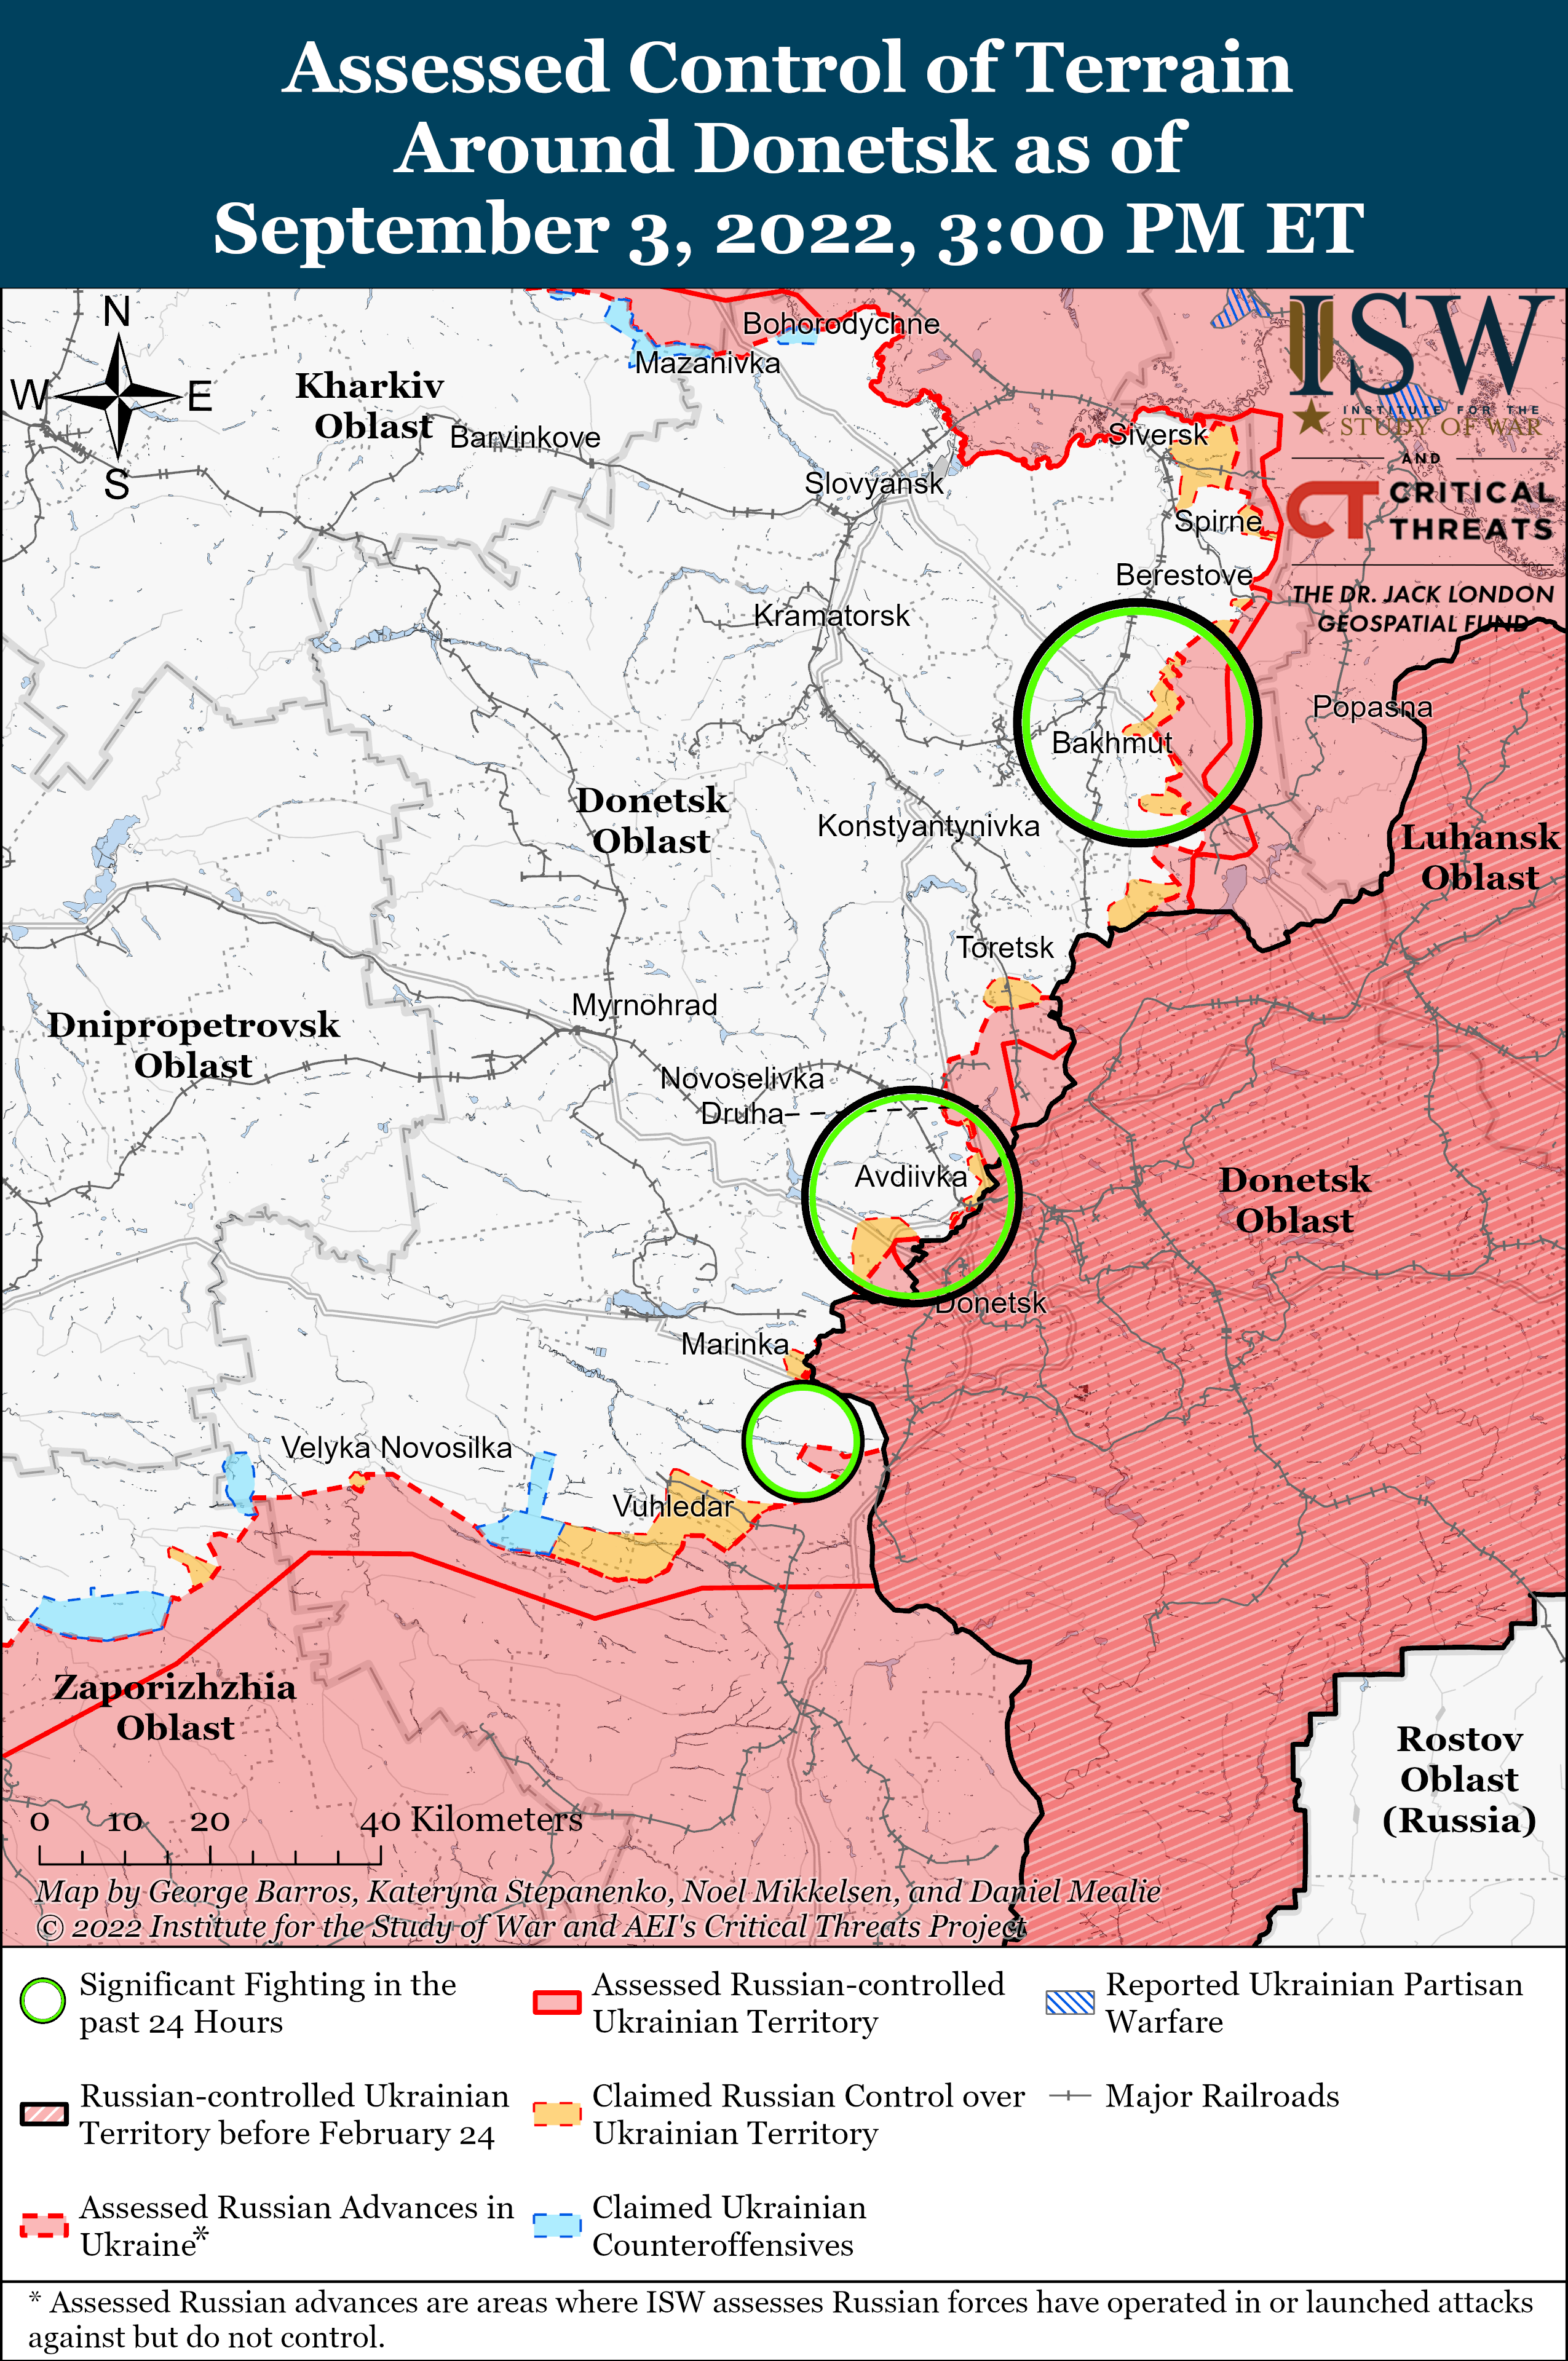 Assessed Control of Terrain
Around Donetsk as of
September 3, 2022, 3:00 PM ET
N
W
E
S
ISW
INSTITUTE FOR THE
STUDY OF WAR
AND
CT CRITICAL
THREATS
THE DR. JACK LONDON
GEOSPATIAL FUND
Bohorodychne
Mazanivka
Kharkiv
Oblast
Barvinkove
Siversk
Slovyansk
Spirne
Berestove
Kramatorsk
Popasna
Bakhmut
Donetsk
Oblast
Konstyantynivka
Luhansk
Oblast
Toretsk
Myrnohrad
Dnipropetrovsk
Oblast
Novoselivka
Druha
Avdiivka
Donetsk
Oblast
Donetsk
Marinka
Velyka Novosilka
Vuhledar
Zaporizhzhia
Oblast
Rostov
Oblast
(Russia)
0 10 20 40 Kilometers
Map by George Barros, Kateryna Stepanenko, Noel Mikkelsen, and Daniel Mealie
© 2022 Institute for the Study of War and AEI's Critical Threats Project
Significant Fighting in the
past 24 Hours
Russian-controlled Ukrainian
Territory before February 24
Assessed Russian Advances in
Ukraine*
Assessed Russian-controlled
Ukrainian Territory
Claimed Russian Control over
Ukrainian Territory
Claimed Ukrainian
Counteroffensives
Reported Ukrainian Partisan
Warfare
Major Railroads
* Assessed Russian advances are areas where ISW assesses Russian forces have operated in or launched attacks
against but do not control.